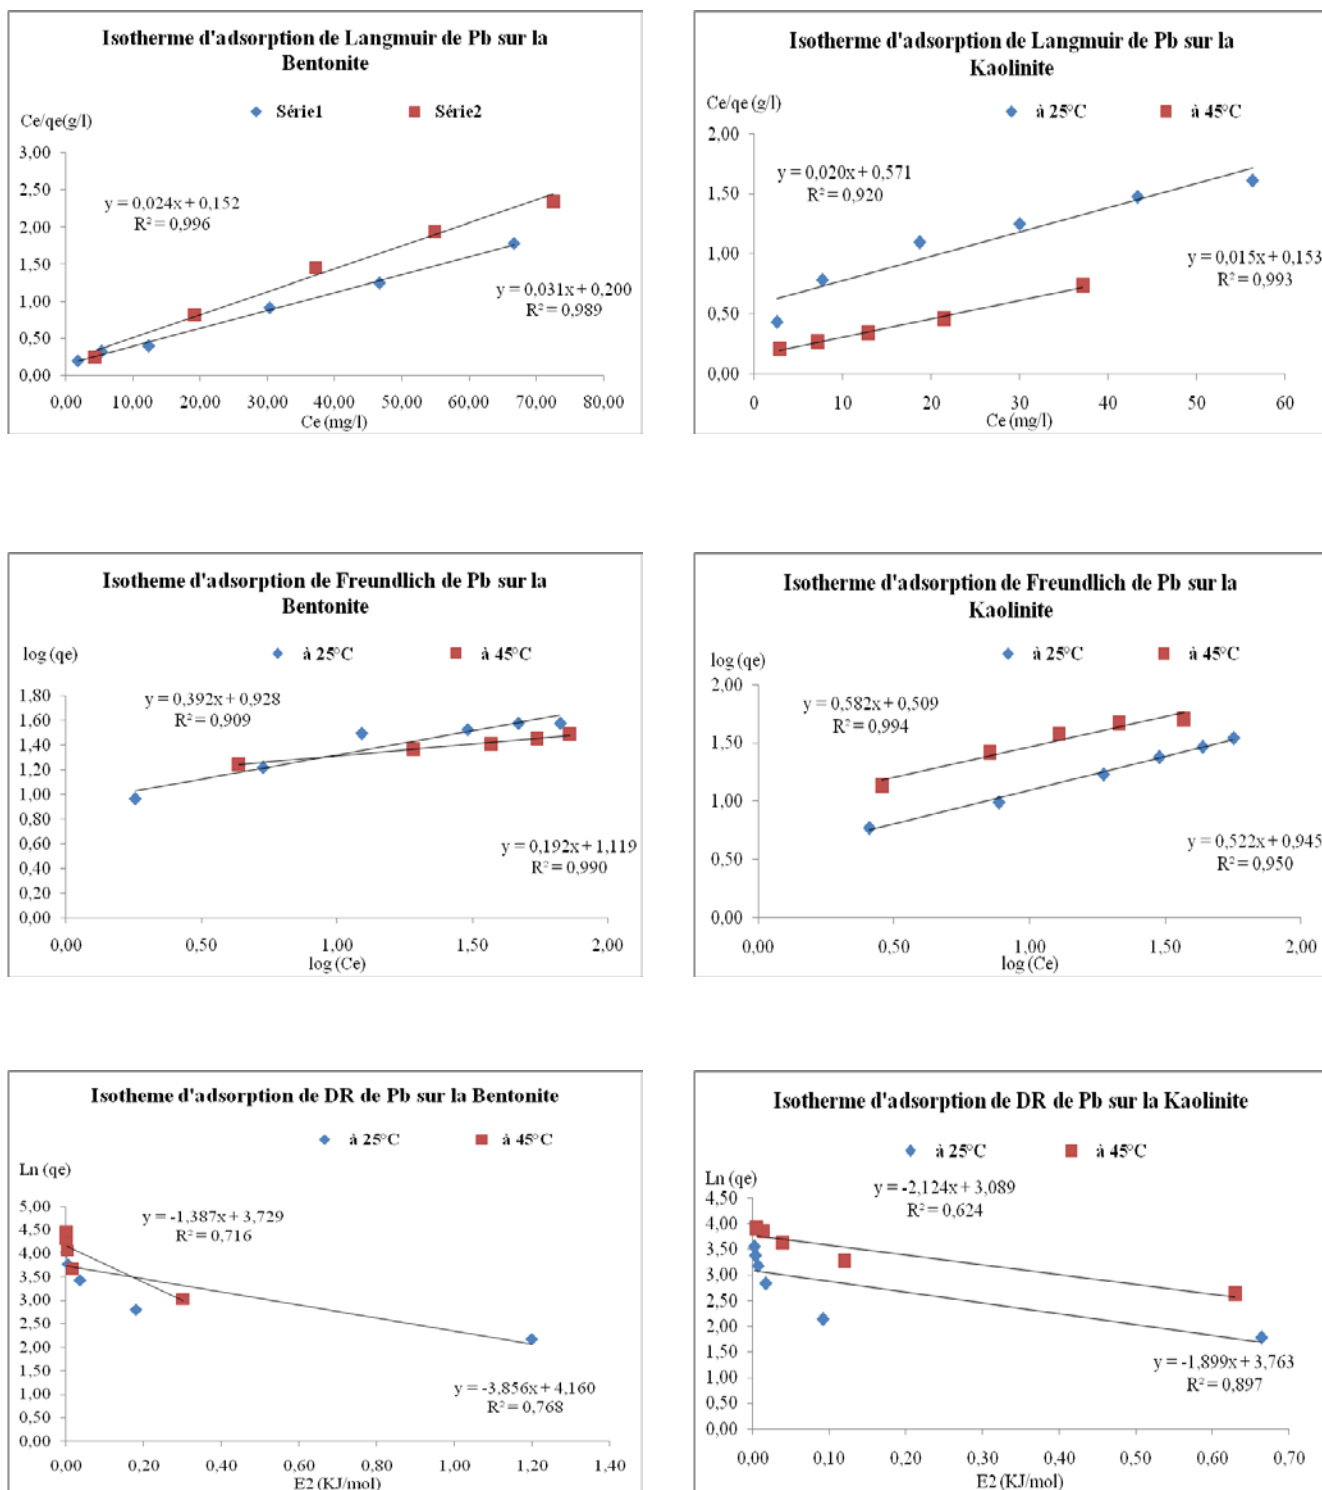 Isotherme d'adsorption de Langmuir de Pb sur la
Bentonite
Série1 Série2
Ce/qe(g/l)
3,00
2,50
2,00
1,50
1,00
0,50
0,00
y = 0,024x + 0,152
R² = 0,996
y = 0,031x + 0,200
R² = 0,989
0,00 10,00 20,00 30,00 40,00 50,00 60,00 70,00 80,00
Ce (mg/l)
Isotherme d'adsorption de Langmuir de Pb sur la
Kaolinite
Ce/qe (g/l)
à 25°C à 45°C
2,00
1,50
1,00
0,50
0,00
y = 0,020x + 0,571
R² = 0,920
y = 0,015x + 0,153
R² = 0,993
0 10 20 30 40 50 60
Ce (mg/l)
Isotheme d'adsorption de Freundlich de Pb sur la
Bentonite
log (qe)
à 25°C à 45°C
1,80
1,60
1,40
1,20
1,00
0,80
0,60
0,40
0,20
0,00
y = 0,392x + 0,928
R² = 0,909
y = 0,192x + 1,119
R² = 0,990
0,00 0,50 1,00 1,50 2,00
log (Ce)
Isotherme d'adsorption de Freundlich de Pb sur la
Kaolinite
log (qe)
à 25°C à 45°C
2,00
1,50
1,00
0,50
0,00
y = 0,582x + 0,509
R² = 0,994
y = 0,522x + 0,945
R² = 0,950
0,00 0,50 1,00 1,50 2,00
log (Ce)
Isotheme d'adsorption de DR de Pb sur la Bentonite
à 25°C à 45°C
Ln (qe)
5,00
4,50
4,00
3,50
3,00
2,50
2,00
1,50
1,00
0,50
0,00
y = -1,387x + 3,729
R² = 0,716
y = -3,856x + 4,160
R² = 0,768
0,00 0,20 0,40 0,60 0,80 1,00 1,20 1,40
E2 (KJ/mol)
Isotherme d'adsorption de DR de Pb sur la Kaolinite
à 25°C à 45°C
Ln (qe)
4,50
4,00
3,50
3,00
2,50
2,00
1,50
1,00
0,50
0,00
y = -2,124x + 3,089
R² = 0,624
y = -1,899x + 3,763
R² = 0,897
0,00 0,10 0,20 0,30 0,40 0,50 0,60 0,70
E2 (KJ/mol)